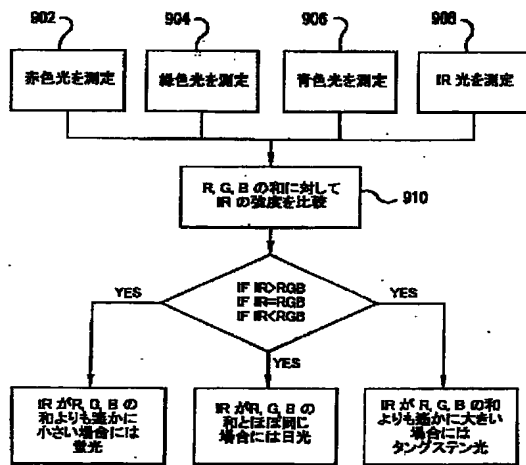 902
904
906
908
赤色光を測定
緑色光を測定
青色光を測定
IR 光を測定
R, G, B の和に対して
IR の強度を比較
910
IF IR>RGB
IF IR=RGB
IF IR<RGB
YES
YES
YES
IR がR, G, B の
和よりも遥かに
小さい場合には
蛍光
IR がR, G, B の
和とほぼ同じ
場合には日光
IR が R, G, B の和
よりも遥かに大きい
場合には
タングステン光